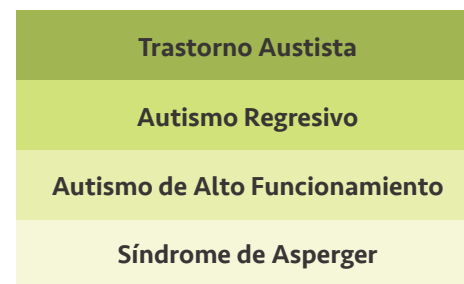 Trastorno Austista
Autismo Regresivo
Autismo de Alto Funcionamiento
Síndrome de Asperger